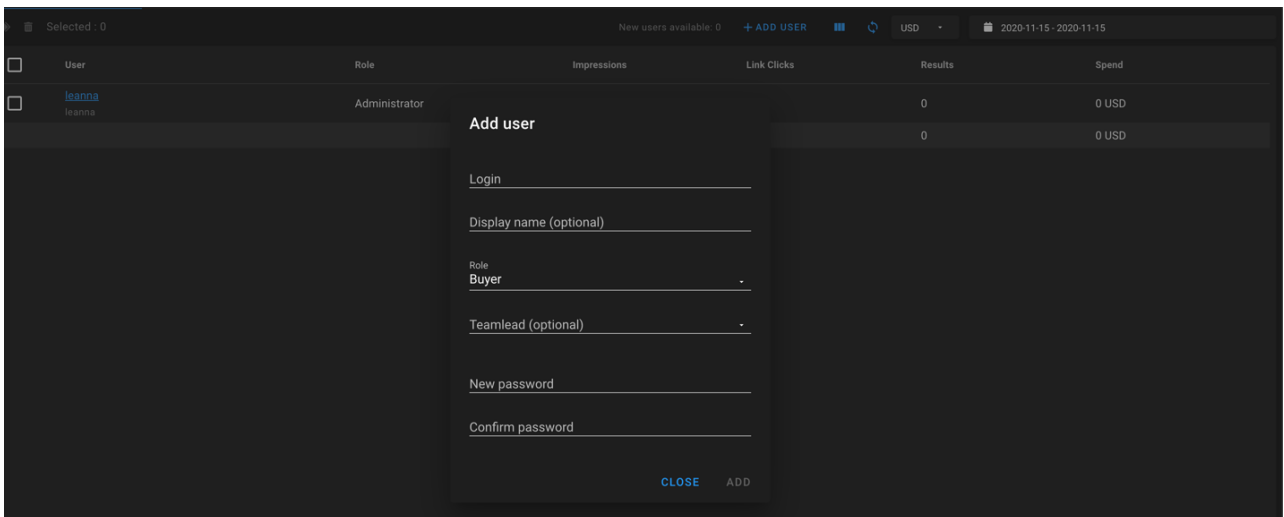 Selected : 0
New users available: 0
+ ADD USER
USD
2020-11-15 - 2020-11-15
User
Role
Impressions
Link Clicks
Results
Spend
leanna
leanna
Administrator
0
0 USD
0
0 USD
Add user
Login
Display name (optional)
Role
Buyer
Teamlead (optional)
New password
Confirm password
CLOSE
ADD